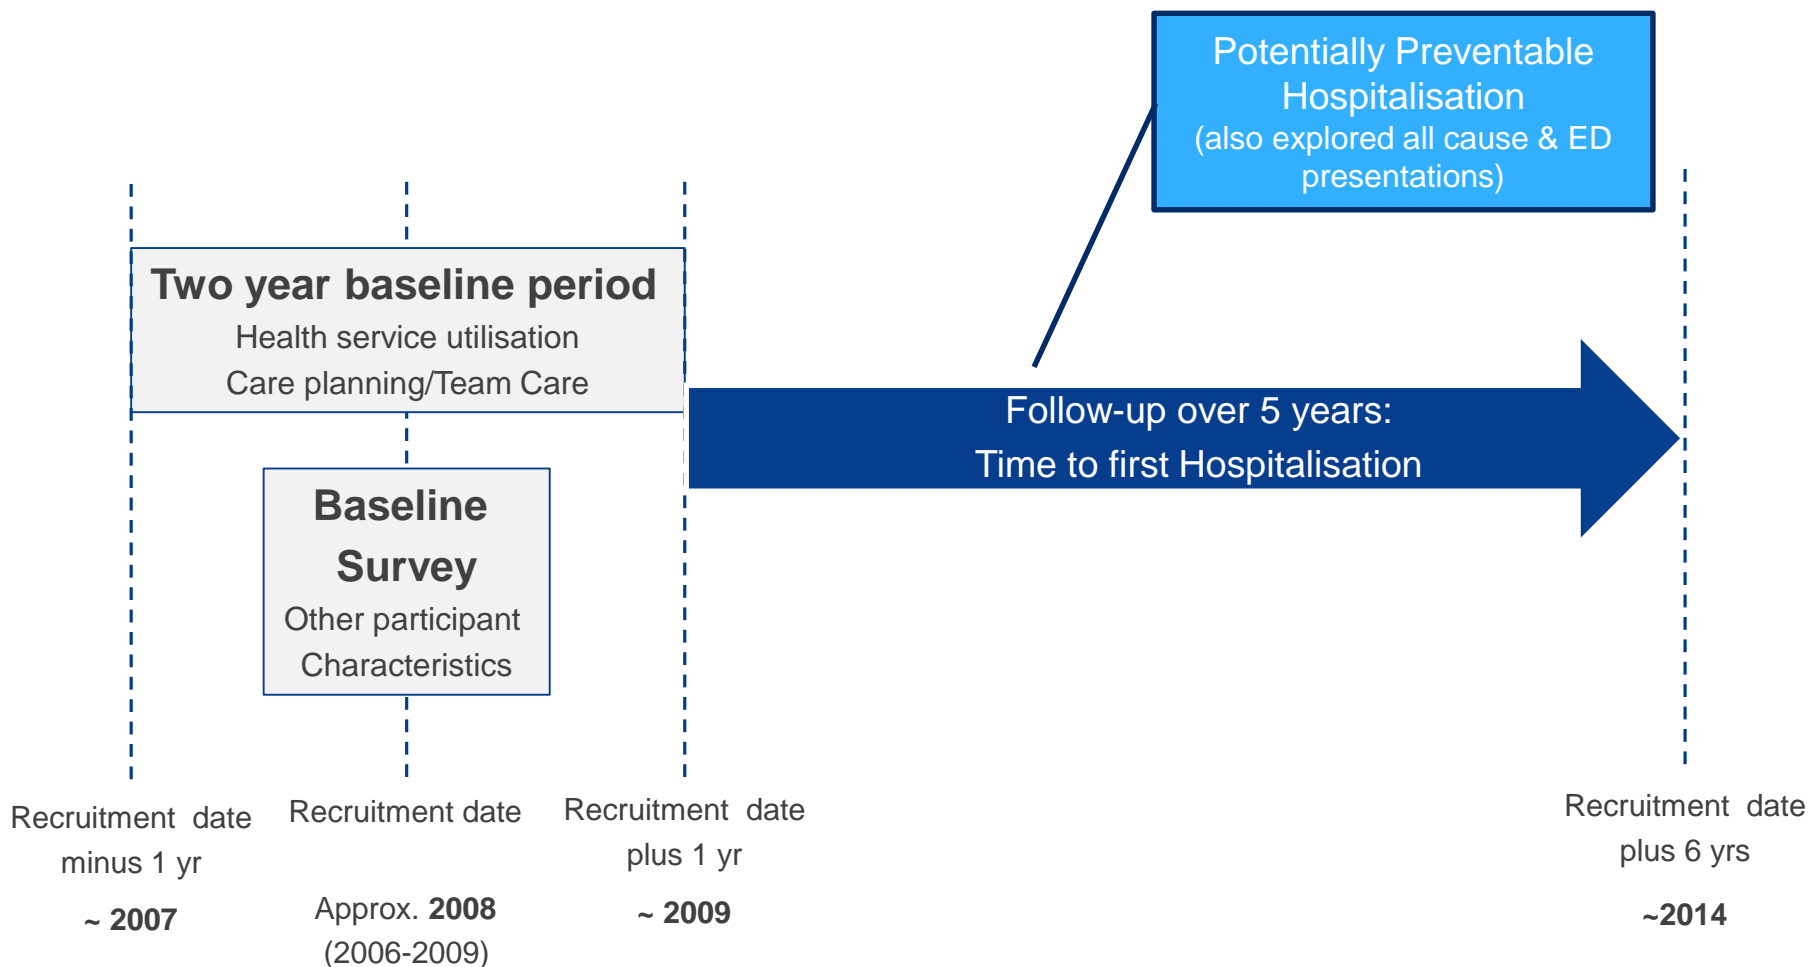 Potentially Preventable
Hospitalisation
(also explored all cause & ED
presentations)
Two year baseline period
Health service utilisation
Care planning/Team Care
Follow-up over 5 years:
Time to first Hospitalisation
Baseline
Survey
Other participant
Characteristics
Recruitment date
minus 1 yr
~ 2007
Recruitment date
Approx. 2008
(2006-2009)
Recruitment date
plus 1 yr
~ 2009
Recruitment date
plus 6 yrs
~2014